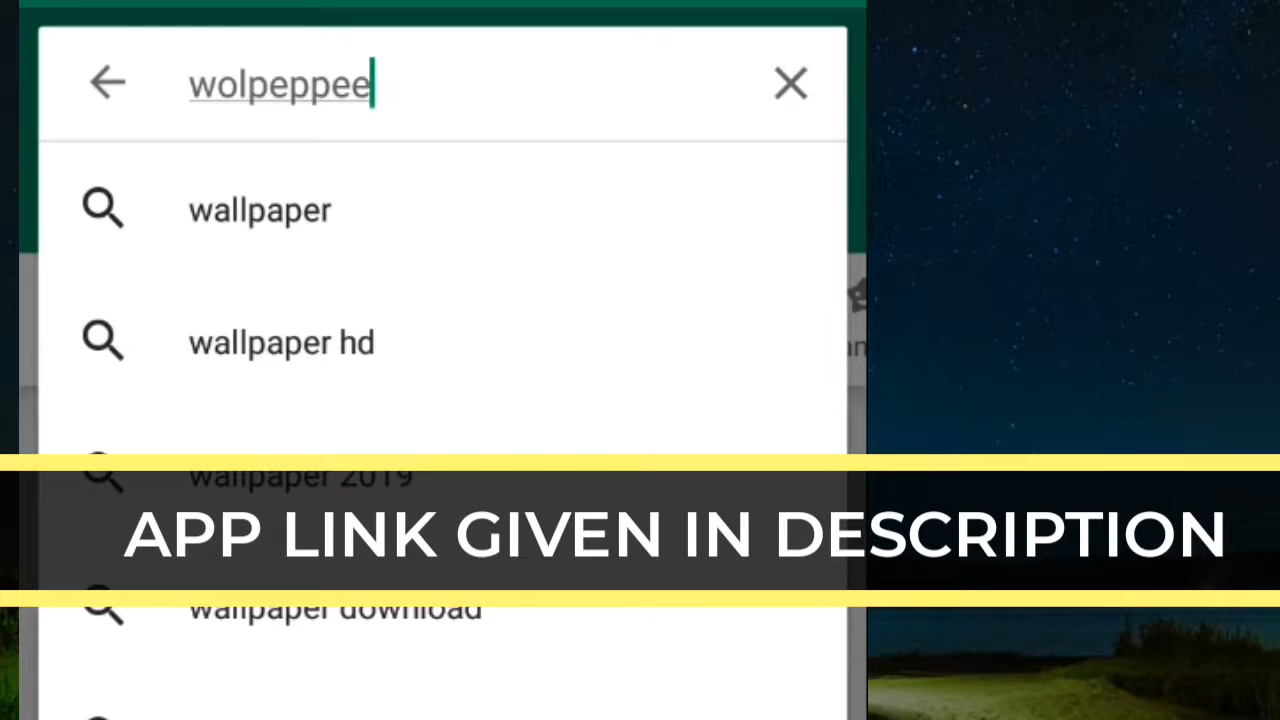 wolpeppee
wallpaper
wallpaper hd
wallpaper 2019
APP LINK GIVEN IN DESCRIPTION
wallpaper download